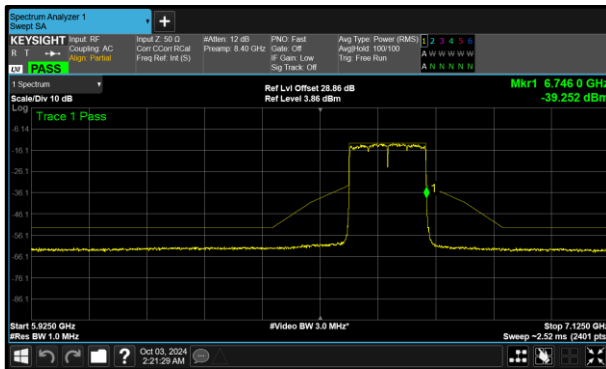 Spectrum Analyzer 1
Swept SA
+
KEYSIGHT Input: RF Input Z: 50 Ω #Atten: 12 dB PNO: Fast Avg Type: Power (RMS) 1 2 3 4 5 6
R T Coupling: AC Corr CCorr RCal Preamp: 8.40 GHz Gate: Off Avg|Hold: 100/100 A W W W W W
Align: Partial Freq Ref: Int (S) IF Gain: Low Trig: Free Run
LXI PASS Sig Track: Off A N N N N N
1 Spectrum Ref Lvl Offset 28.86 dB Mkr1 6.746 0 GHz
Scale/Div 10 dB Ref Level 3.86 dBm -39.252 dBm
Log
Trace 1 Pass
-6.14
-16.1
-26.1
-36.1
1
-46.1
-56.1
-66.1
-76.1
-86.1
Start 5.9250 GHz #Video BW 3.0 MHz* Stop 7.1250 GHz
#Res BW 1.0 MHz Sweep ~2.52 ms (2401 pts)
? Oct 03, 2024
2:21:29 AM